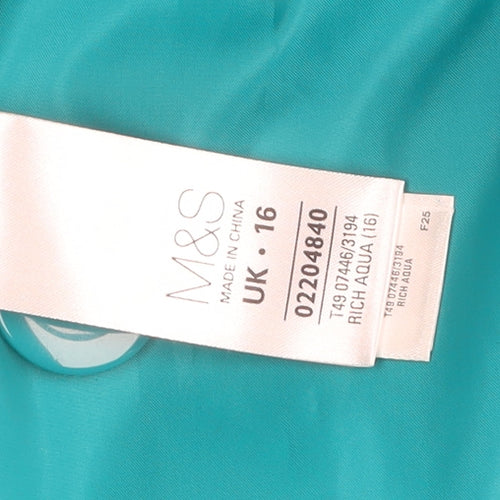 M&S
MADE IN CHINA
UK • 16
02204840
T49 07446/3194
RICH AQUA (16)
T49 07446/3194
RICH AQUA
F25